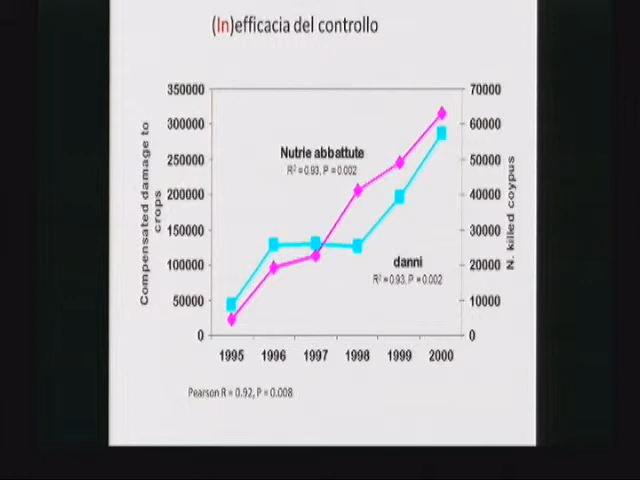 (In)efficacia del controllo
350000
300000
250000
200000
150000
100000
50000
0
70000
60000
50000
40000
30000
20000
10000
0
Compensated damage to
crops
N. killed coypus
Nutrie abbattute
R² = 0.93, P = 0.002
danni
R² = 0.93, P = 0.002
1995 1996 1997 1998 1999 2000
Pearson R = 0.92, P = 0.008